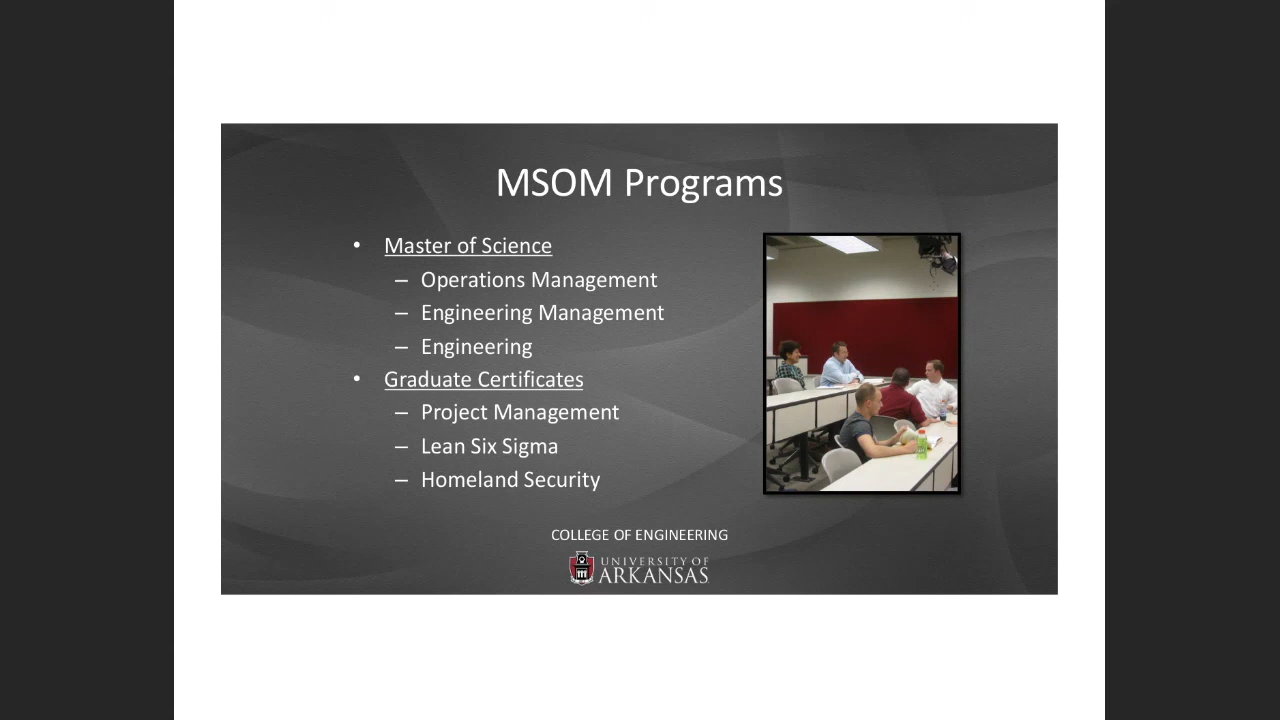 MSOM Programs
• Master of Science
– Operations Management
– Engineering Management
– Engineering
• Graduate Certificates
– Project Management
– Lean Six Sigma
– Homeland Security
COLLEGE OF ENGINEERING
UNIVERSITY OF
ARKANSAS